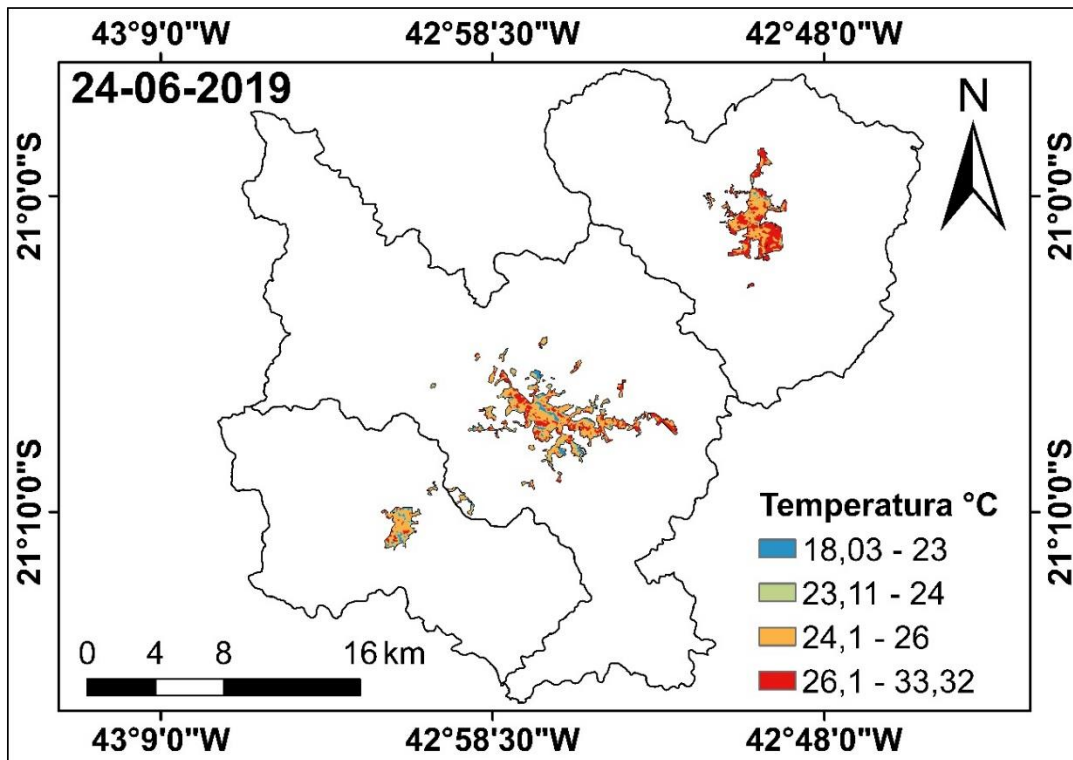 43°9'0"W 42°58'30"W 42°48'0"W
24-06-2019
N
21°0'0"S 21°0'0"S
21°10'0"S 21°10'0"S
Temperatura °C
18,03 - 23
23,11 - 24
24,1 - 26
26,1 - 33,32
0 4 8 16 km
43°9'0"W 42°58'30"W 42°48'0"W